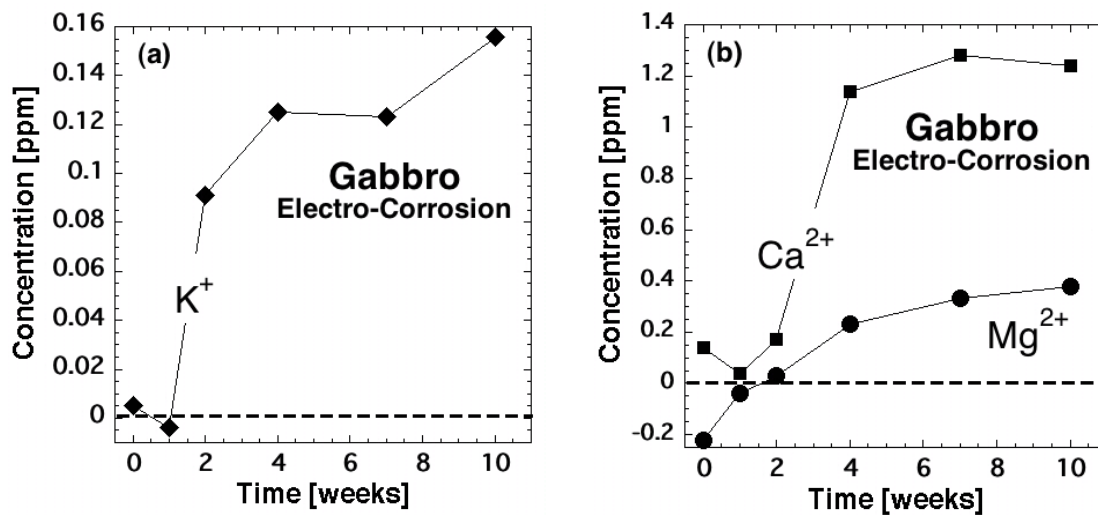 (a)
Concentration [ppm]
0.16
0.14
0.12
0.1
0.08
0.06
0.04
0.02
0
Gabbro
Electro-Corrosion
K⁺
0 2 4 6 8 10
Time [weeks]
(b)
Concentration [ppm]
1.4
1.2
1
0.8
0.6
0.4
0.2
0
-0.2
Gabbro
Electro-Corrosion
Ca²⁺
Mg²⁺
0 2 4 6 8 10
Time [weeks]